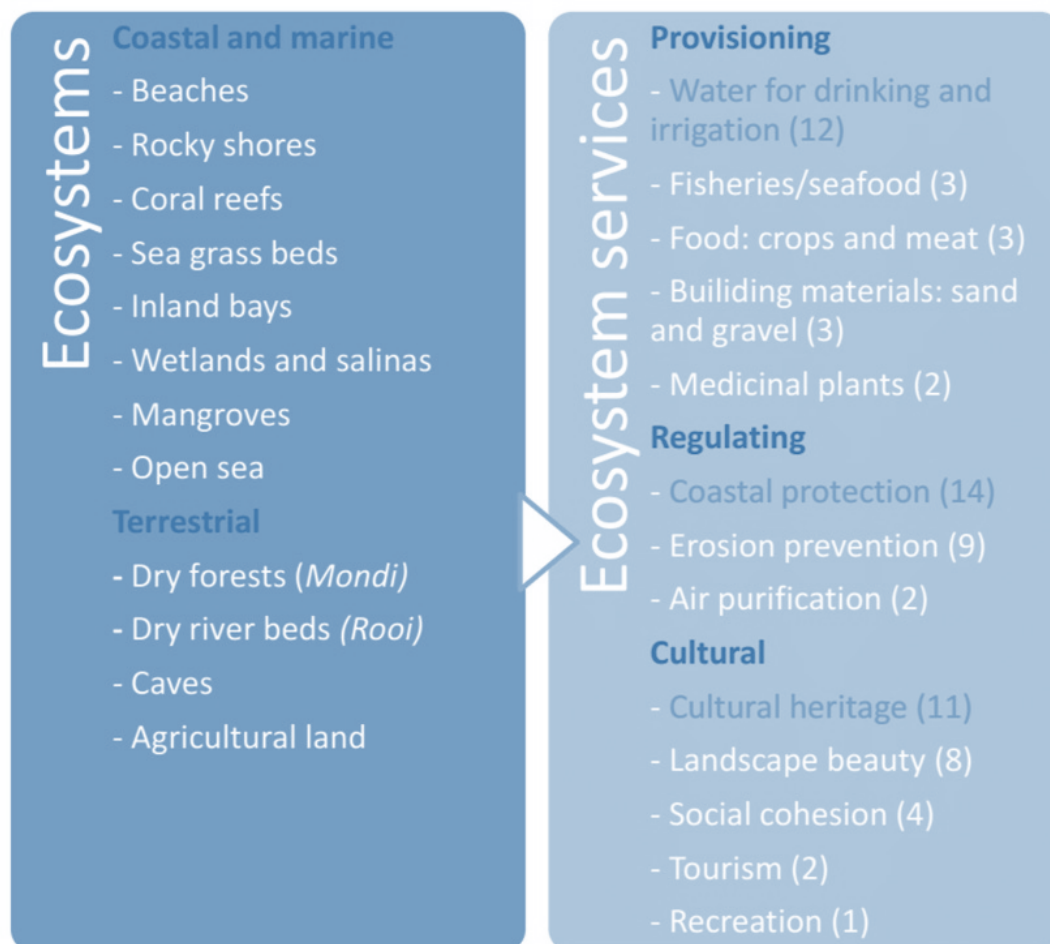 Ecosystems
Coastal and marine
- Beaches
- Rocky shores
- Coral reefs
- Sea grass beds
- Inland bays
- Wetlands and salinas
- Mangroves
- Open sea
Terrestrial
- Dry forests (Mondi)
- Dry river beds (Rooi)
- Caves
- Agricultural land
Ecosystem services
Provisioning
- Water for drinking and
irrigation (12)
- Fisheries/seafood (3)
- Food: crops and meat (3)
- Builiding materials: sand
and gravel (3)
- Medicinal plants (2)
Regulating
- Coastal protection (14)
- Erosion prevention (9)
- Air purification (2)
Cultural
- Cultural heritage (11)
- Landscape beauty (8)
- Social cohesion (4)
- Tourism (2)
- Recreation (1)